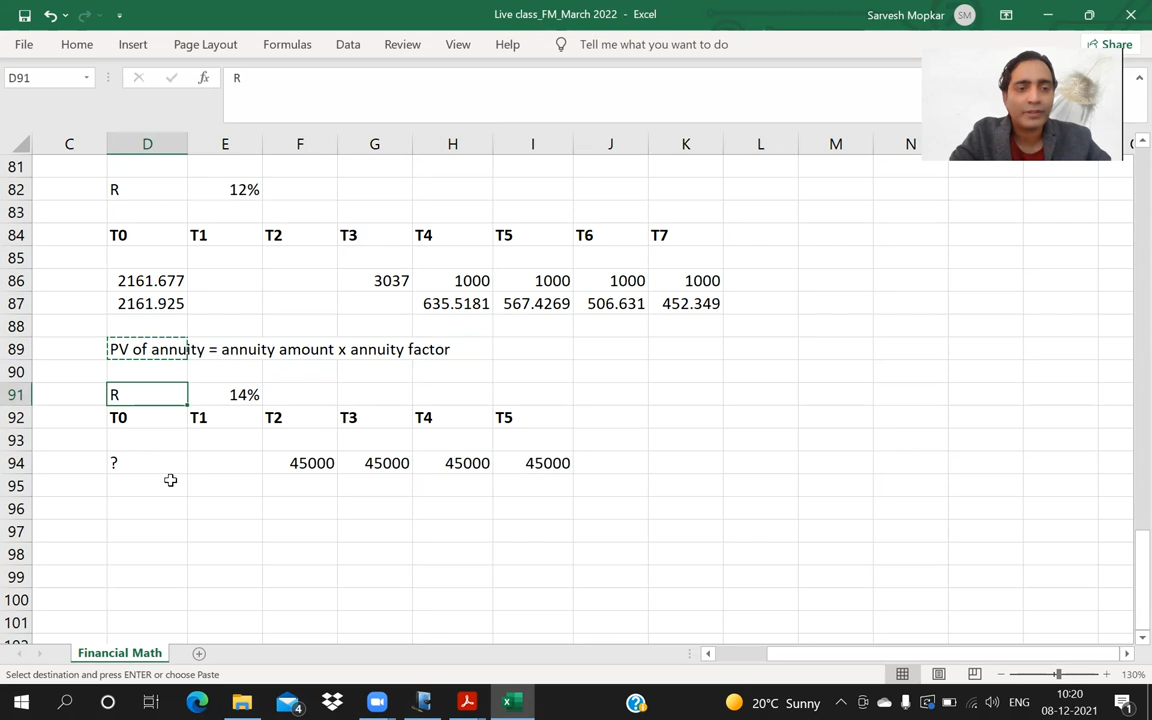 Live class_FM_March 2022 - Excel
Sarvesh Mopkar SM
File Home Insert Page Layout Formulas Data Review View Help Tell me what you want to do Share
D91 fx R
C D E F G H I J K L M N
81
82 R 12%
83
84 T0 T1 T2 T3 T4 T5 T6 T7
85
86 2161.677 3037 1000 1000 1000 1000
87 2161.925 635.5181 567.4269 506.631 452.349
88
89 PV of annuity = annuity amount x annuity factor
90
91 R 14%
92 T0 T1 T2 T3 T4 T5
93
94 ? 45000 45000 45000 45000
95
96
97
98
99
100
101
Financial Math
Select destination and press ENTER or choose Paste 130%
4 20°C Sunny ENG 10:20
08-12-2021 1